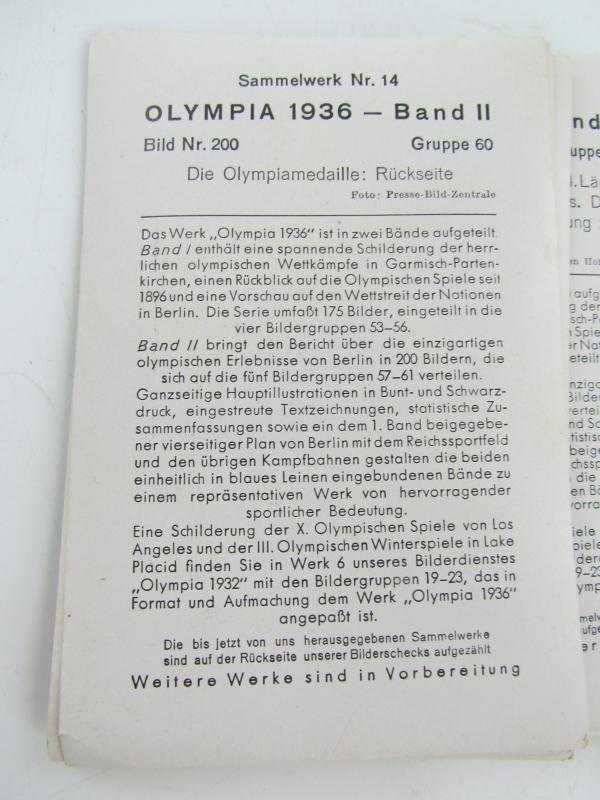 Sammelwerk Nr. 14
OLYMPIA 1936 — Band II
Bild Nr. 200 Gruppe 60
Die Olympiamedaille: Rückseite
Foto: Presse-Bild-Zentrale
Das Werk „Olympia 1936“ ist in zwei Bände aufgeteilt.
Band I enthält eine spannende Schilderung der herr-
lichen olympischen Wettkämpfe in Garmisch-Parten-
kirchen, einen Rückblick auf die Olympischen Spiele seit
1896 und eine Vorschau auf den Wettstreit der Nationen
in Berlin. Die Serie umfaßt 175 Bilder, eingeteilt in die
vier Bildergruppen 53–56.
Band II bringt den Bericht über die einzigartigen
olympischen Erlebnisse von Berlin in 200 Bildern, die
sich auf die fünf Bildergruppen 57–61 verteilen.
Ganzseitige Hauptillustrationen in Bunt- und Schwarz-
druck, eingestreute Textzeichnungen, statistische Zu-
sammenfassungen sowie ein dem 1. Band beigegebe-
ner vierseitiger Plan von Berlin mit dem Reichssportfeld
und den übrigen Kampfbahnen gestalten die beiden
einheitlich in blaues Leinen eingebundenen Bände zu
einem repräsentativen Werk von hervorragender
sportlicher Bedeutung.
Eine Schilderung der X. Olympischen Spiele von Los
Angeles und der III. Olympischen Winterspiele in Lake
Placid finden Sie in Werk 6 unseres Bilderdienstes
„Olympia 1932“ mit den Bildergruppen 19–23, das in
Format und Aufmachung dem Werk „Olympia 1936“
angepaßt ist.
Die bis jetzt von uns herausgegebenen Sammelwerke
sind auf der Rückseite unserer Bilderschecks aufgezählt
Weitere Werke sind in Vorbereitung